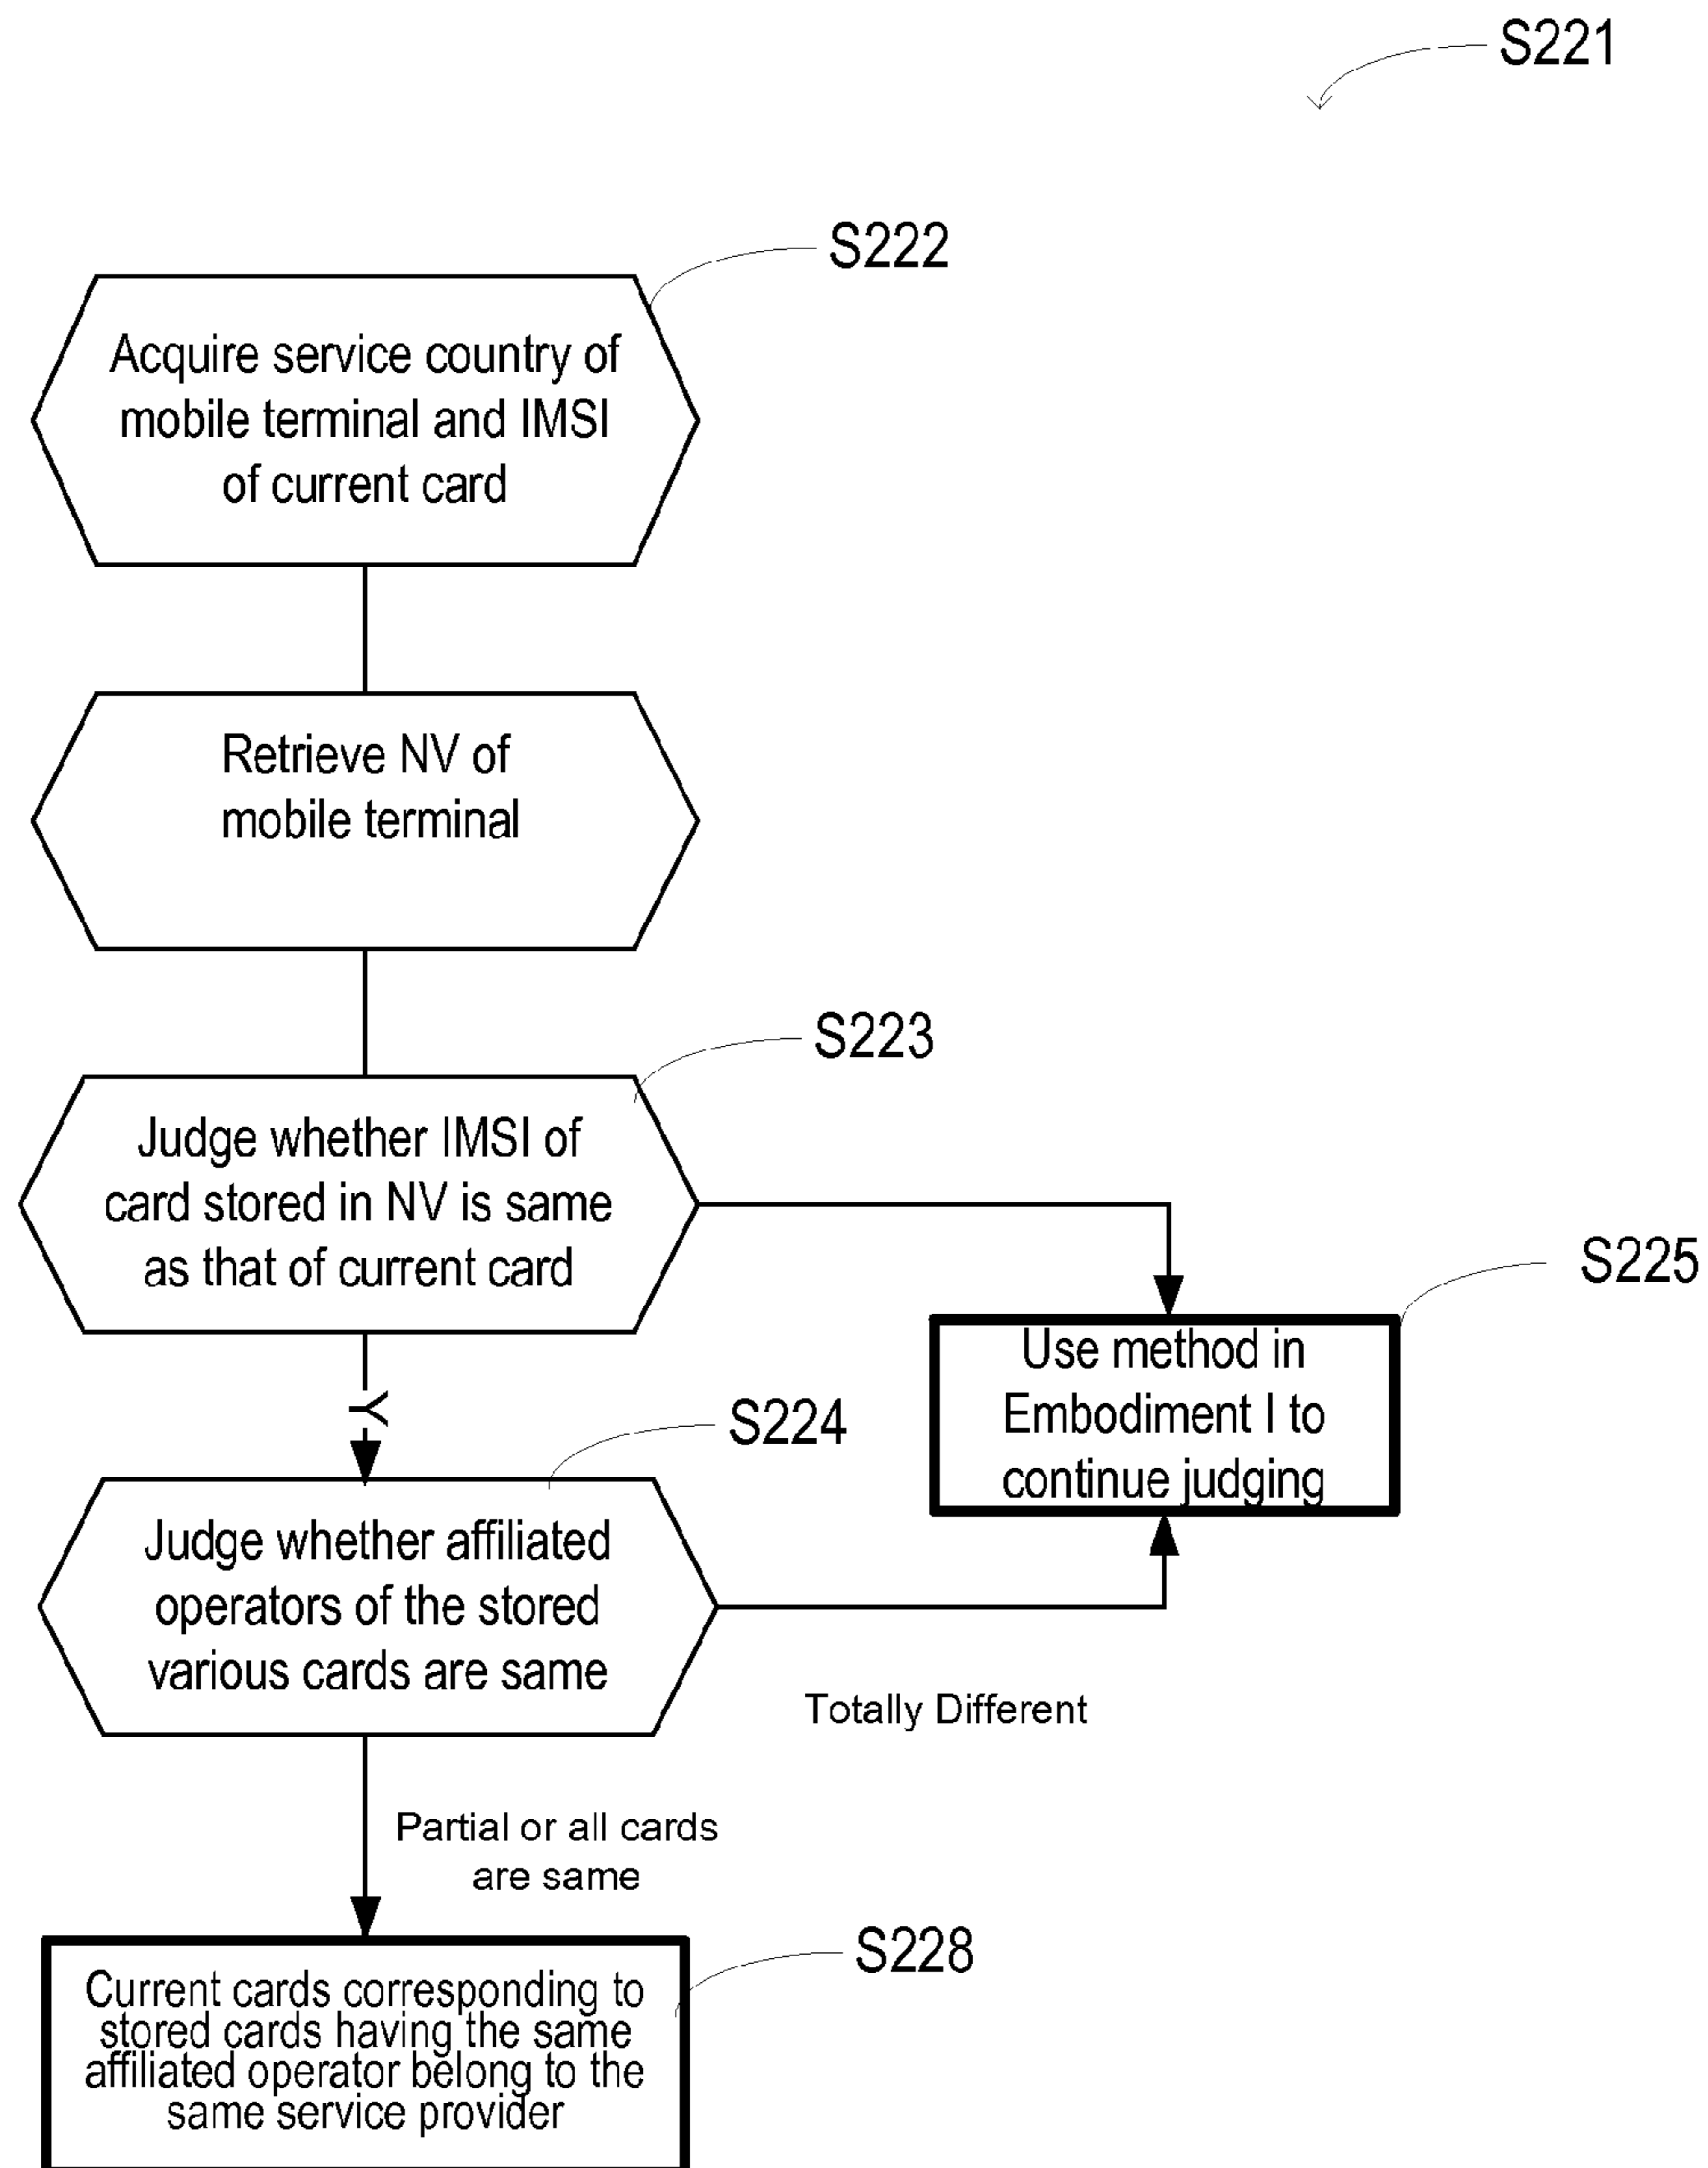 S221
S222
Acquire service country of
mobile terminal and IMSI
of current card
Retrieve NV of
mobile terminal
S223
Judge whether IMSI of
card stored in NV is same
as that of current card
S225
Use method in
Embodiment I to
continue judging
Y
S224
Judge whether affiliated
operators of the stored
various cards are same
Totally Different
Partial or all cards
are same
S228
Current cards corresponding to
stored cards having the same
affiliated operator belong to the
same service provider